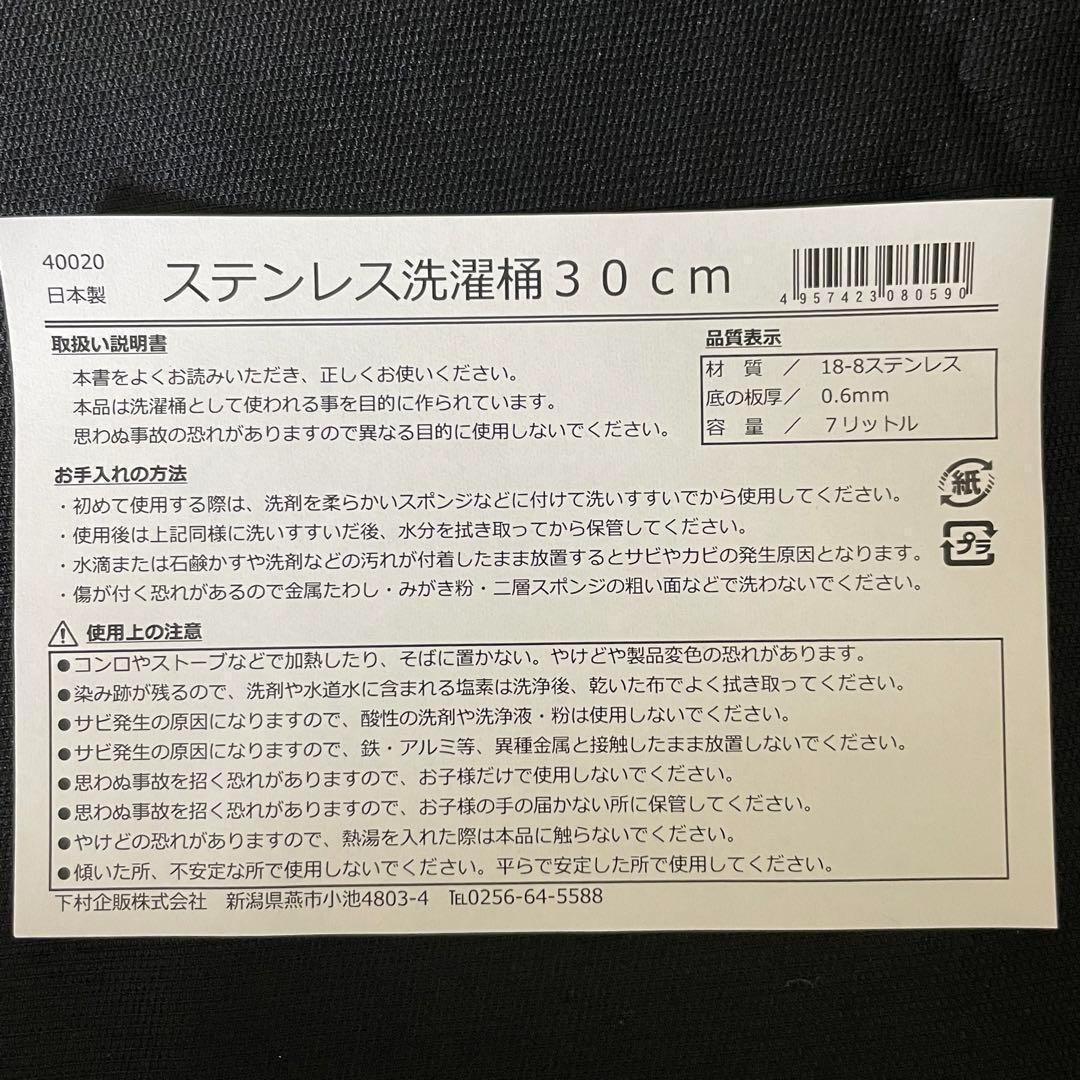 40020
日本製
ステンレス洗濯桶３０ｃｍ
4 957423 080590
取扱い説明書
本書をよくお読みいただき、正しくお使いください。
本品は洗濯桶として使われる事を目的に作られています。
思わぬ事故の恐れがありますので異なる目的に使用しないでください。
品質表示
材　質　／　18-8ステンレス
底の板厚／　0.6mm
容　量　／　７リットル
お手入れの方法
・初めて使用する際は、洗剤を柔らかいスポンジなどに付けて洗いすすいでから使用してください。
・使用後は上記同様に洗いすすいだ後、水分を拭き取ってから保管してください。
・水滴または石鹸かすや洗剤などの汚れが付着したまま放置するとサビやカビの発生原因となります。
・傷が付く恐れがあるので金属たわし・みがき粉・二層スポンジの粗い面などで洗わないでください。
紙
プラ
使用上の注意
●コンロやストーブなどで加熱したり、そばに置かない。やけどや製品変色の恐れがあります。
●染み跡が残るので、洗剤や水道水に含まれる塩素は洗浄後、乾いた布でよく拭き取ってください。
●サビ発生の原因になりますので、酸性の洗剤や洗浄液・粉は使用しないでください。
●サビ発生の原因になりますので、鉄・アルミ等、異種金属と接触したまま放置しないでください。
●思わぬ事故を招く恐れがありますので、お子様だけで使用しないでください。
●思わぬ事故を招く恐れがありますので、お子様の手の届かない所に保管してください。
●やけどの恐れがありますので、熱湯を入れた際は本品に触らないでください。
●傾いた所、不安定な所で使用しないでください。平らで安定した所で使用してください。
下村企販株式会社　新潟県燕市小池4803-4　℡0256-64-5588